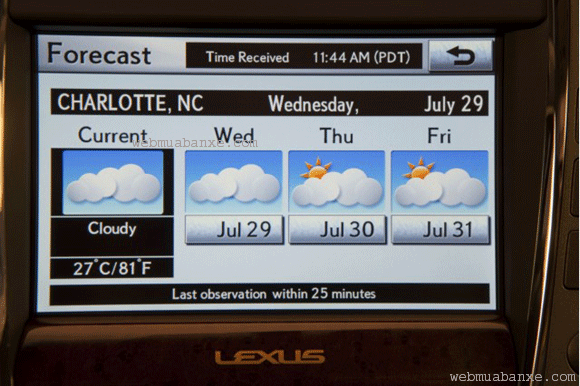 Forecast
Time Received 11:44 AM (PDT)
CHARLOTTE, NC Wednesday, July 29
Current Wed Thu Fri
webmuabanxe.com
Cloudy
Jul 29 Jul 30 Jul 31
27°C/81°F
Last observation within 25 minutes
LEXUS
webmuabanxe.com